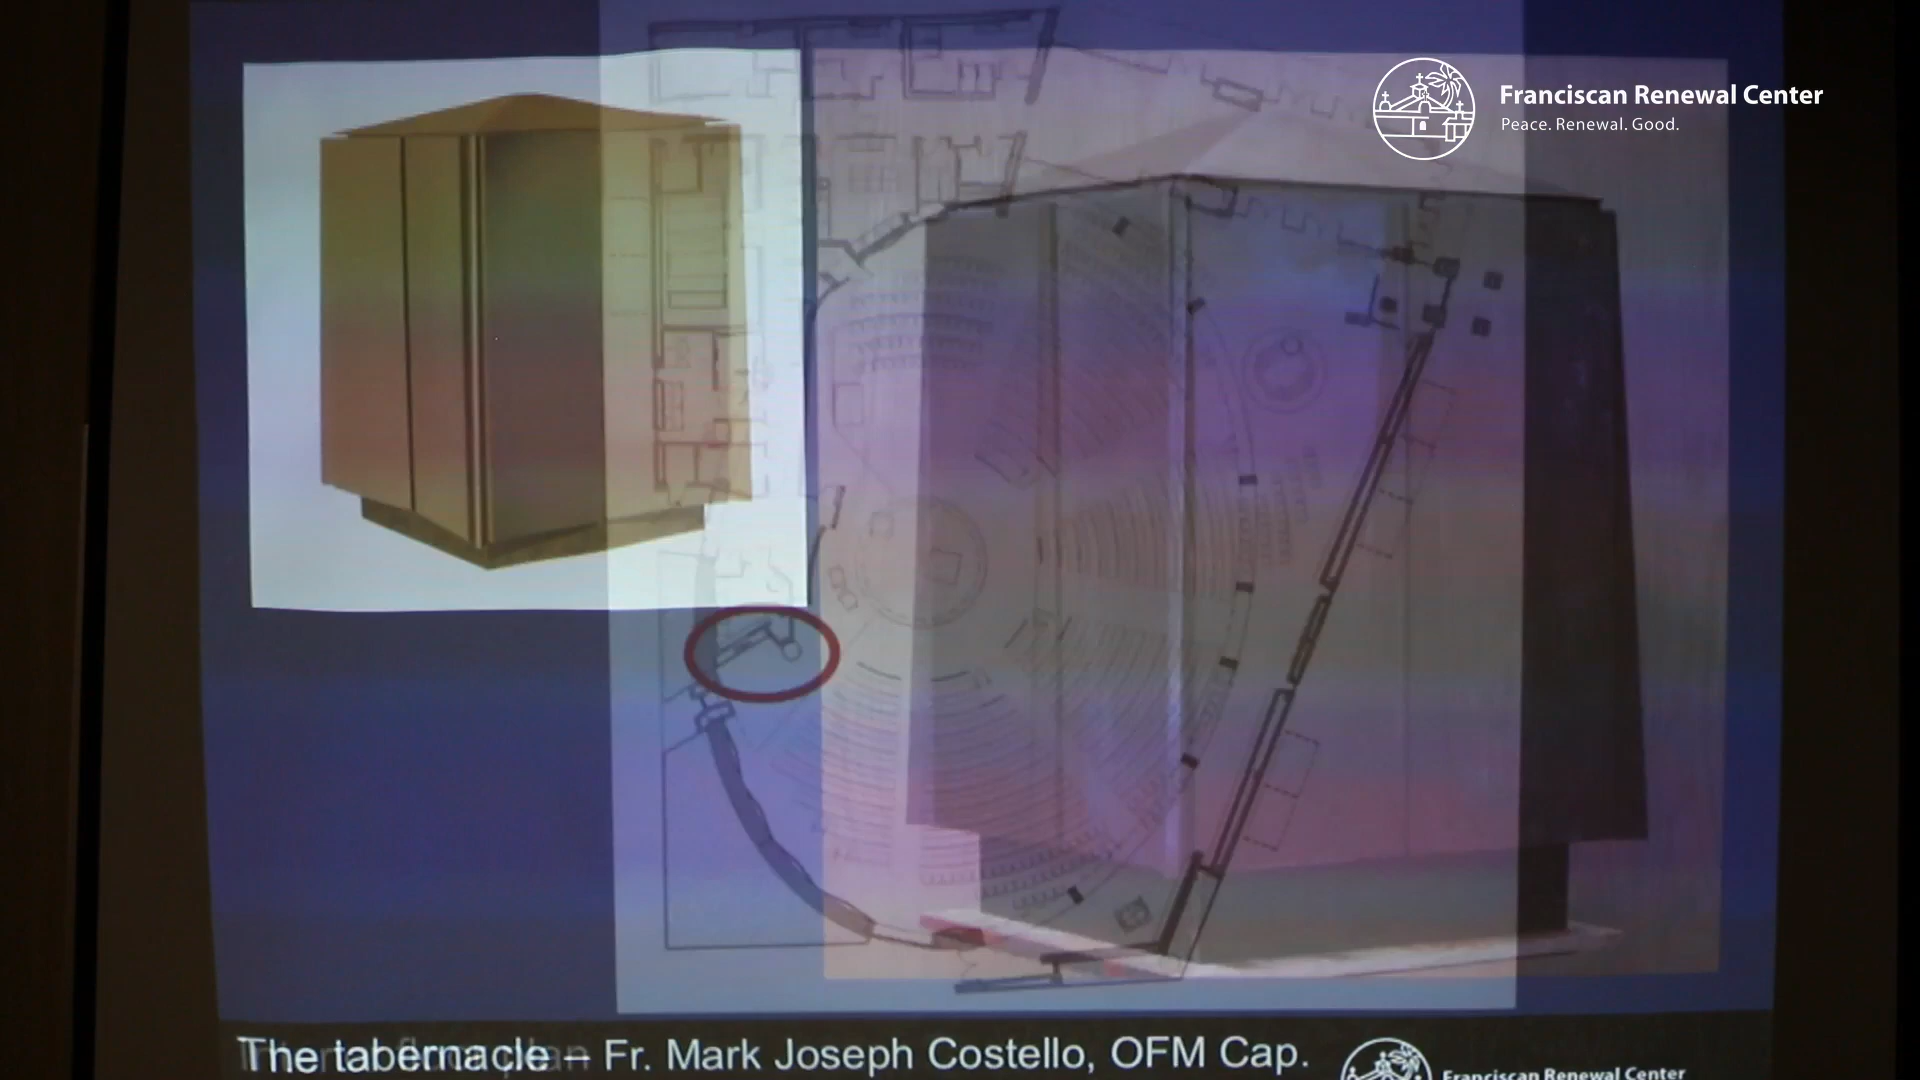 Franciscan Renewal Center
Peace. Renewal. Good.
The tabernacle – Fr. Mark Joseph Costello, OFM Cap.
Franciscan Renewal Center